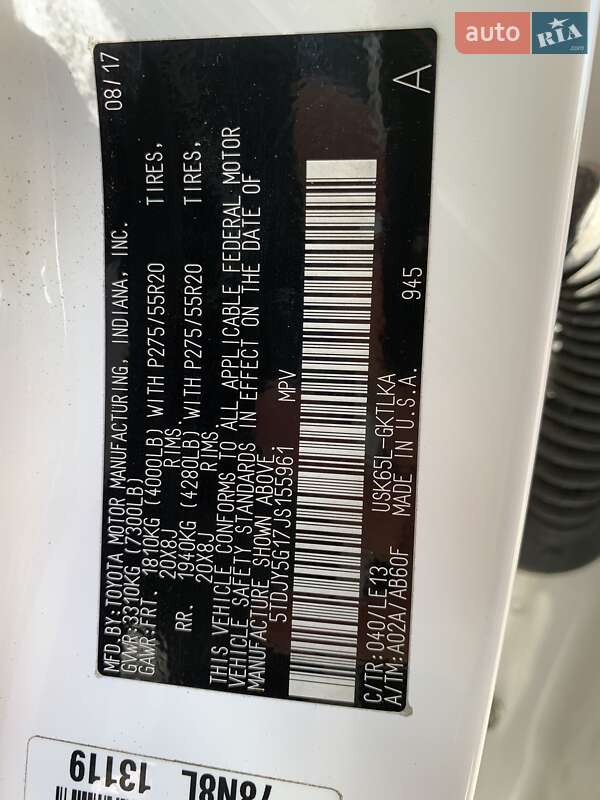 auto RIA.com
MFD.BY:TOYOTA MOTOR MANUFACTURING, INDIANA, INC. 08/17
GVWR:3310KG(7300LB)
GAWR:FRT. 1810KG(4000LB)WITH P275/55R20 TIRES,
20X8J RIMS.
RR. 1940KG(4280LB)WITH P275/55R20 TIRES,
20X8J RIMS.
THIS VEHICLE CONFORMS TO ALL APPLICABLE FEDERAL MOTOR
VEHICLE SAFETY STANDARDS IN EFFECT ON THE DATE OF
MANUFACTURE SHOWN ABOVE.
5TDJY5G17JS155961 MPV
C/TR:040/LE13 USK65L-GKTLKA 945
A/TM:A02A/AB60F MADE IN U.S.A. A
78N8L
13119